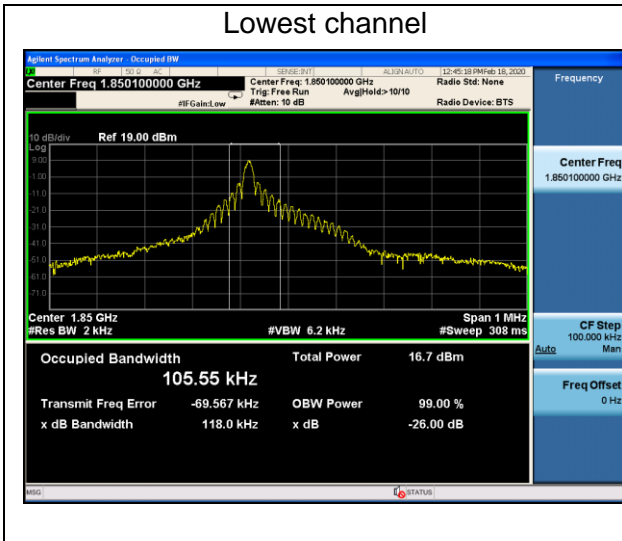 Lowest channel
Agilent Spectrum Analyzer - Occupied BW
RF 50 Ω AC SENSE:INT ALIGN AUTO 12:45:18 PM Feb 18, 2020
Center Freq 1.850100000 GHz
Center Freq: 1.850100000 GHz Radio Std: None
Trig: Free Run Avg|Hold:> 10/10
#IFGain:Low #Atten: 10 dB Radio Device: BTS
Frequency
10 dB/div Ref 19.00 dBm
Log
9.00
-1.00
-11.0
-21.0
-31.0
-41.0
-51.0
-61.0
-71.0
Center Freq
1.850100000 GHz
Center 1.85 GHz Span 1 MHz
#Res BW 2 kHz #VBW 6.2 kHz #Sweep 308 ms
CF Step
100.000 kHz
Auto Man
Occupied Bandwidth Total Power 16.7 dBm
105.55 kHz
Transmit Freq Error -69.567 kHz OBW Power 99.00 %
x dB Bandwidth 118.0 kHz x dB -26.00 dB
Freq Offset
0 Hz
MSG STATUS